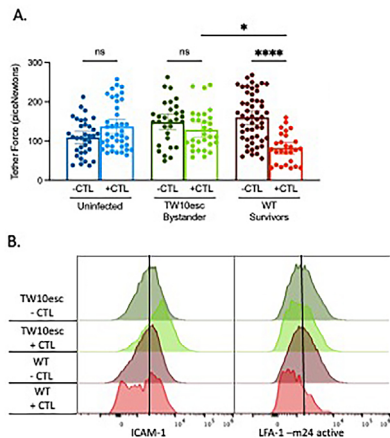 A.
*
ns
ns
****
Tether Force (picoNewtons)
300
200
100
0
-CTL +CTL -CTL +CTL -CTL +CTL
Uninfected
TW10esc
Bystander
WT
Survivors
B.
TW10esc
- CTL
TW10esc
+ CTL
WT
- CTL
WT
+ CTL
ICAM-1
LFA-1 –m24 active